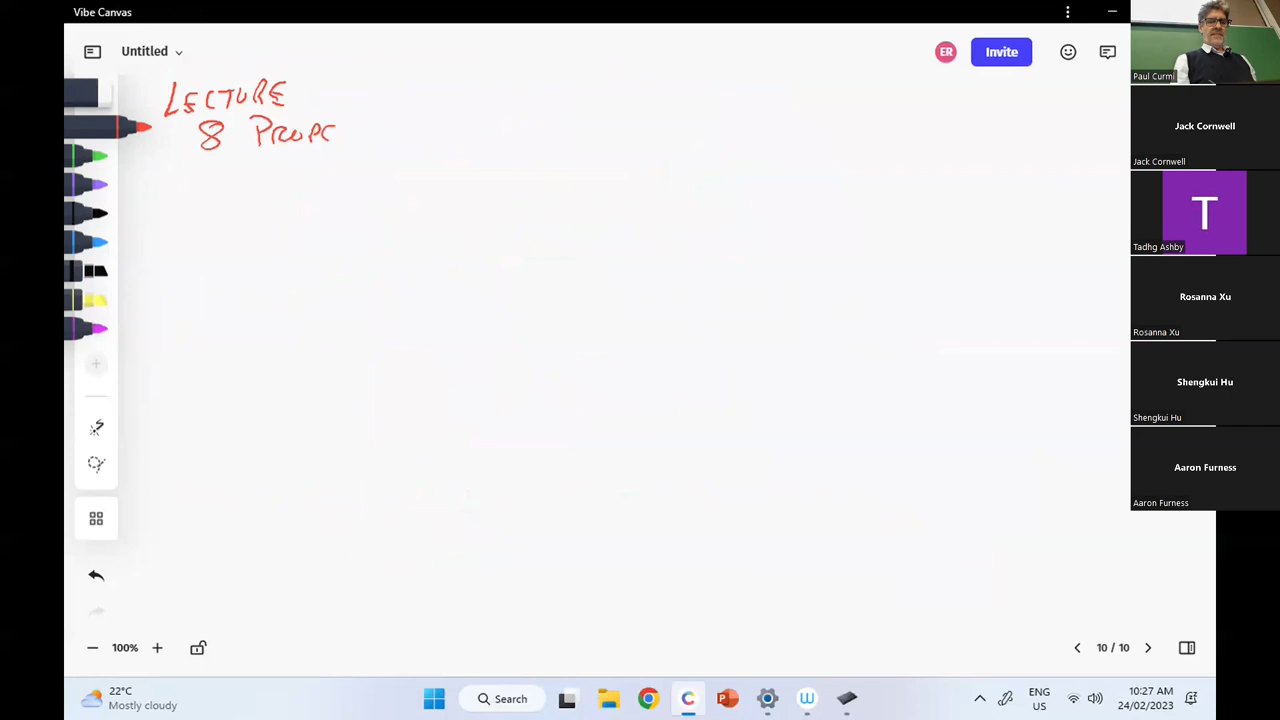 Vibe Canvas
Untitled
ER
Invite
LECTURE
8 PROPC
Paul Curmi
Jack Cornwell
Jack Cornwell
T
Tadhg Ashby
Rosanna Xu
Rosanna Xu
Shengkui Hu
Shengkui Hu
Aaron Furness
Aaron Furness
100%
10 / 10
22°C
Mostly cloudy
Search
ENG
US
10:27 AM
24/02/2023